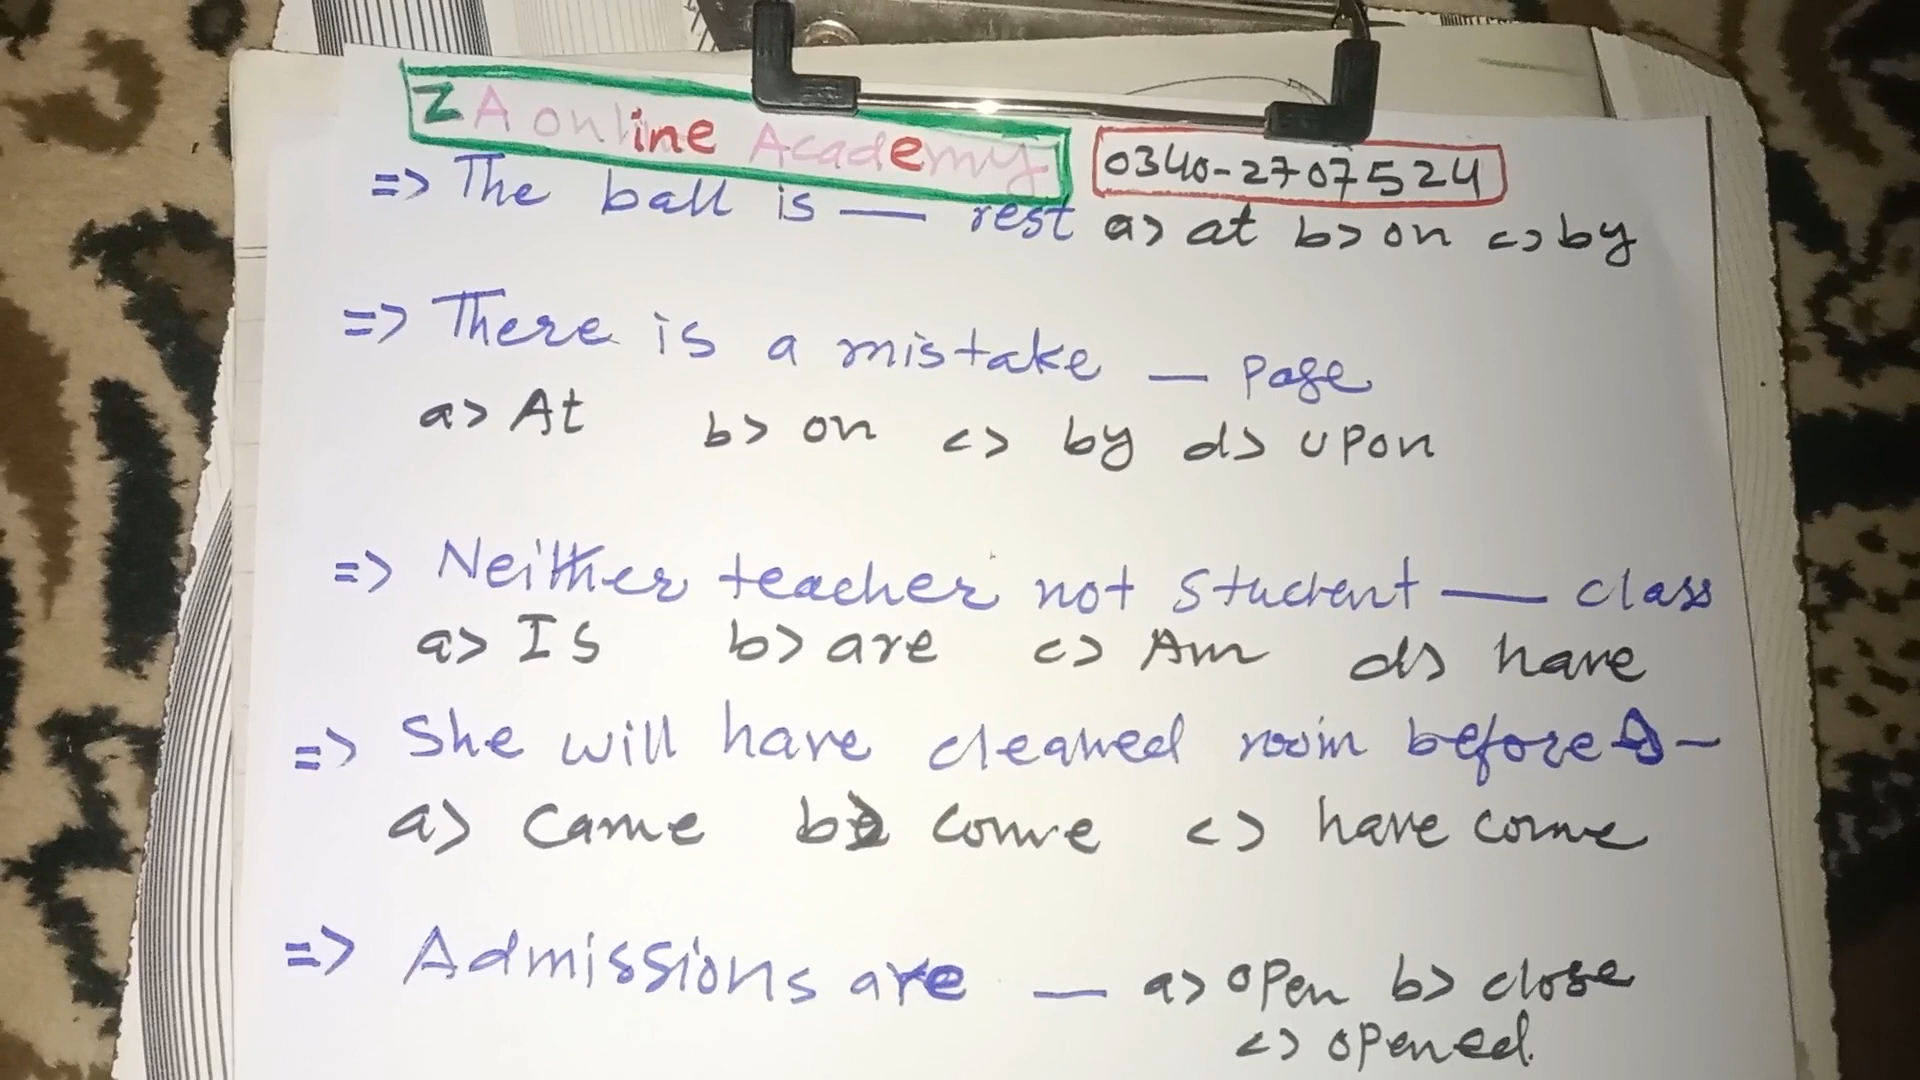 ZA online Academy
0340-2707524
=> The ball is — rest a> at b> on c> by
=> There is a mistake — page
a> At b> on c> by d> upon
=> Neither teacher not student — class
a> Is b> are c> Am d> have
=> She will have cleaned room before —
a> came b> come c> have come
=> Admissions are — a> open b> close
c> opened.